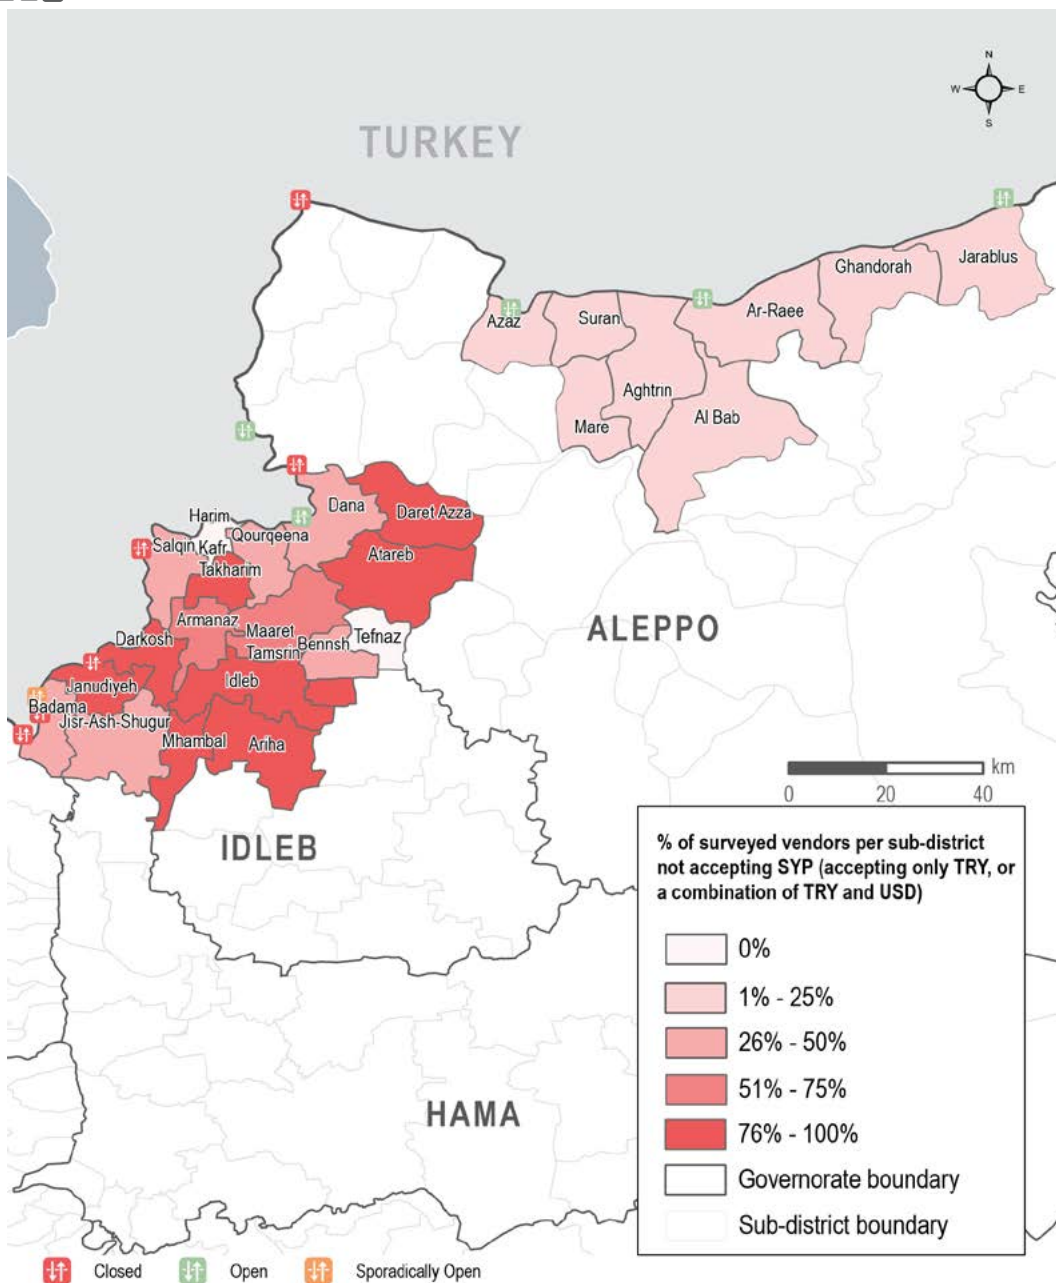 N
W E
S
TURKEY
Jarablus
Ghandorah
Ar-Raee
Azaz
Suran
Aghtrin
Al Bab
Mare
Dana
Daret Azza
Harim
Qourqeena
Salqin
Kafr
Takharim
Atareb
ALEPPO
Armanaz
Maaret
Tamsrin
Bennsh
Tefnaz
Darkosh
Idleb
Janudiyeh
Badama
Jisr-Ash-Shugur
Mhambal
Ariha
km
0 20 40
IDLEB
% of surveyed vendors per sub-district
not accepting SYP (accepting only TRY, or
a combination of TRY and USD)
0%
1% - 25%
26% - 50%
51% - 75%
76% - 100%
Governorate boundary
Sub-district boundary
HAMA
Closed
Open
Sporadically Open